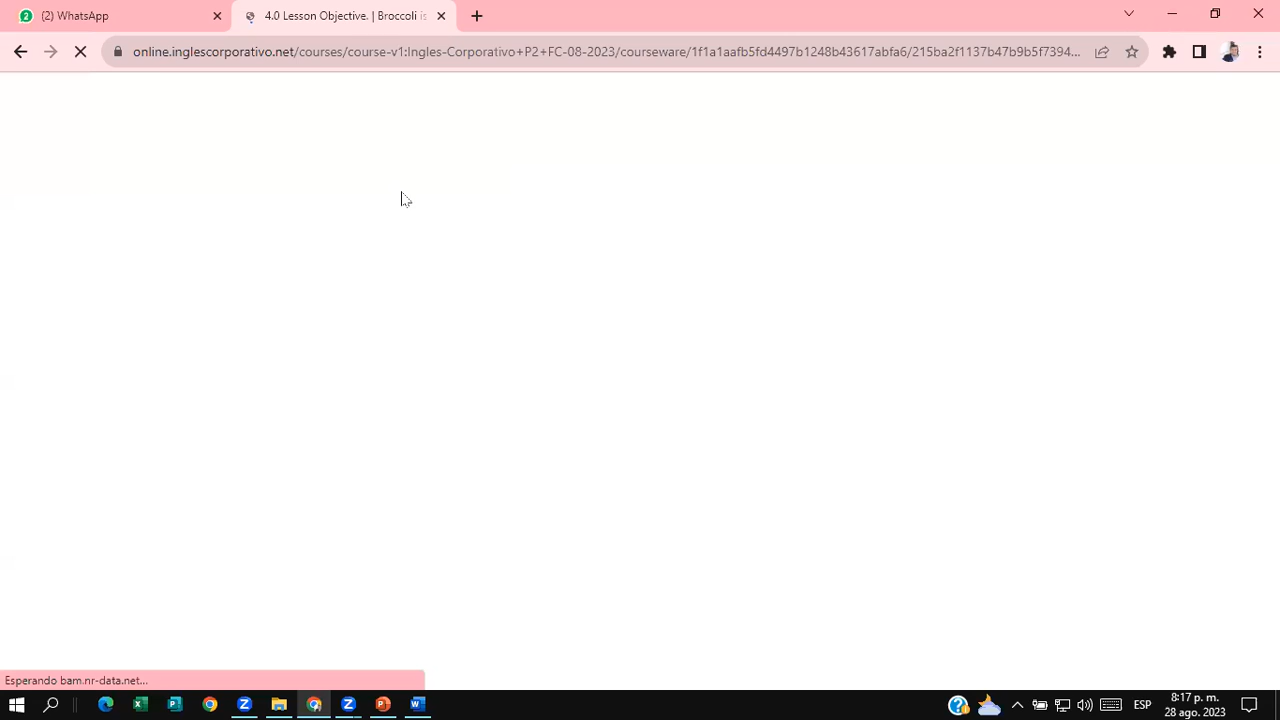 (2) WhatsApp
4.0 Lesson Objective. | Broccoli is
online.inglescorporativo.net/courses/course-v1:Ingles-Corporativo+P2+FC-08-2023/courseware/1f1a1aafb5fd4497b1248b43617abfa6/215ba2f1137b47b9b5f7394...
Esperando bam.nr-data.net...
ESP
8:17 p. m.
28 ago. 2023